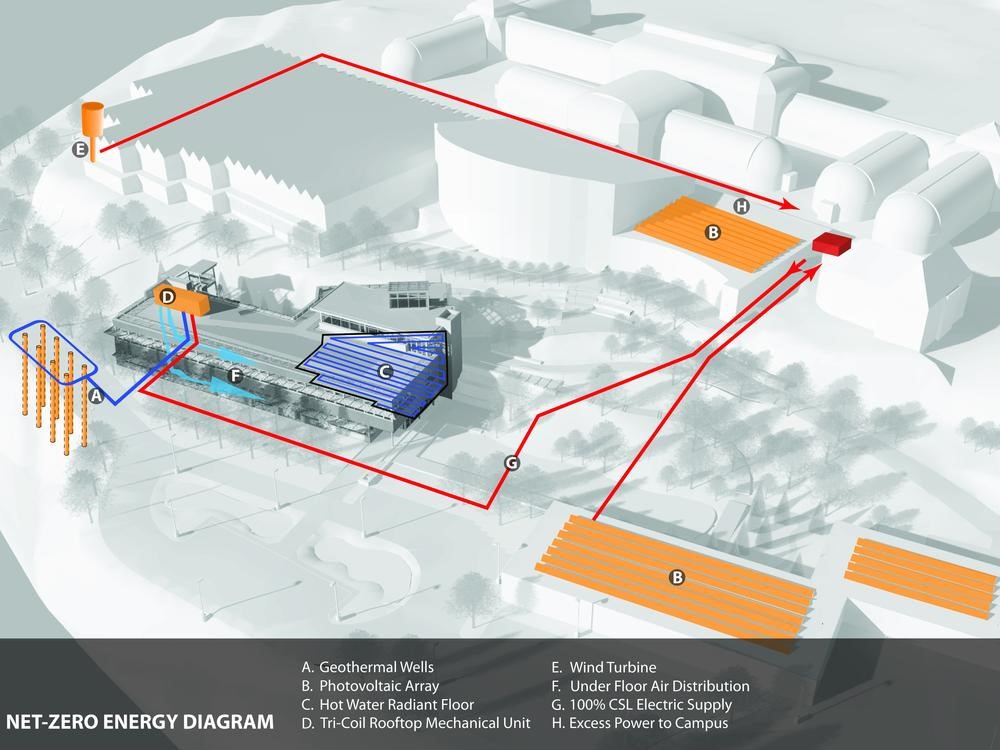 E
H
B
D
C
F
A
G
B
NET-ZERO ENERGY DIAGRAM
A. Geothermal Wells
B. Photovoltaic Array
C. Hot Water Radiant Floor
D. Tri-Coil Rooftop Mechanical Unit
E. Wind Turbine
F. Under Floor Air Distribution
G. 100% CSL Electric Supply
H. Excess Power to Campus